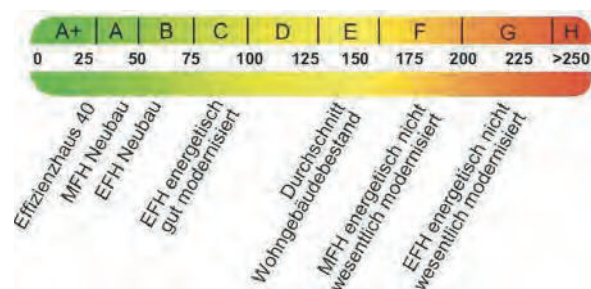 A+ A B C D E F G H
0 25 50 75 100 125 150 175 200 225 >250
Effizienzhaus 40
MFH Neubau
EFH Neubau
EFH energetisch
gut modernisiert
Durchschnitt
Wohngebäudebestand
MFH energetisch nicht
wesentlich modernisiert
EFH energetisch nicht
wesentlich modernisiert